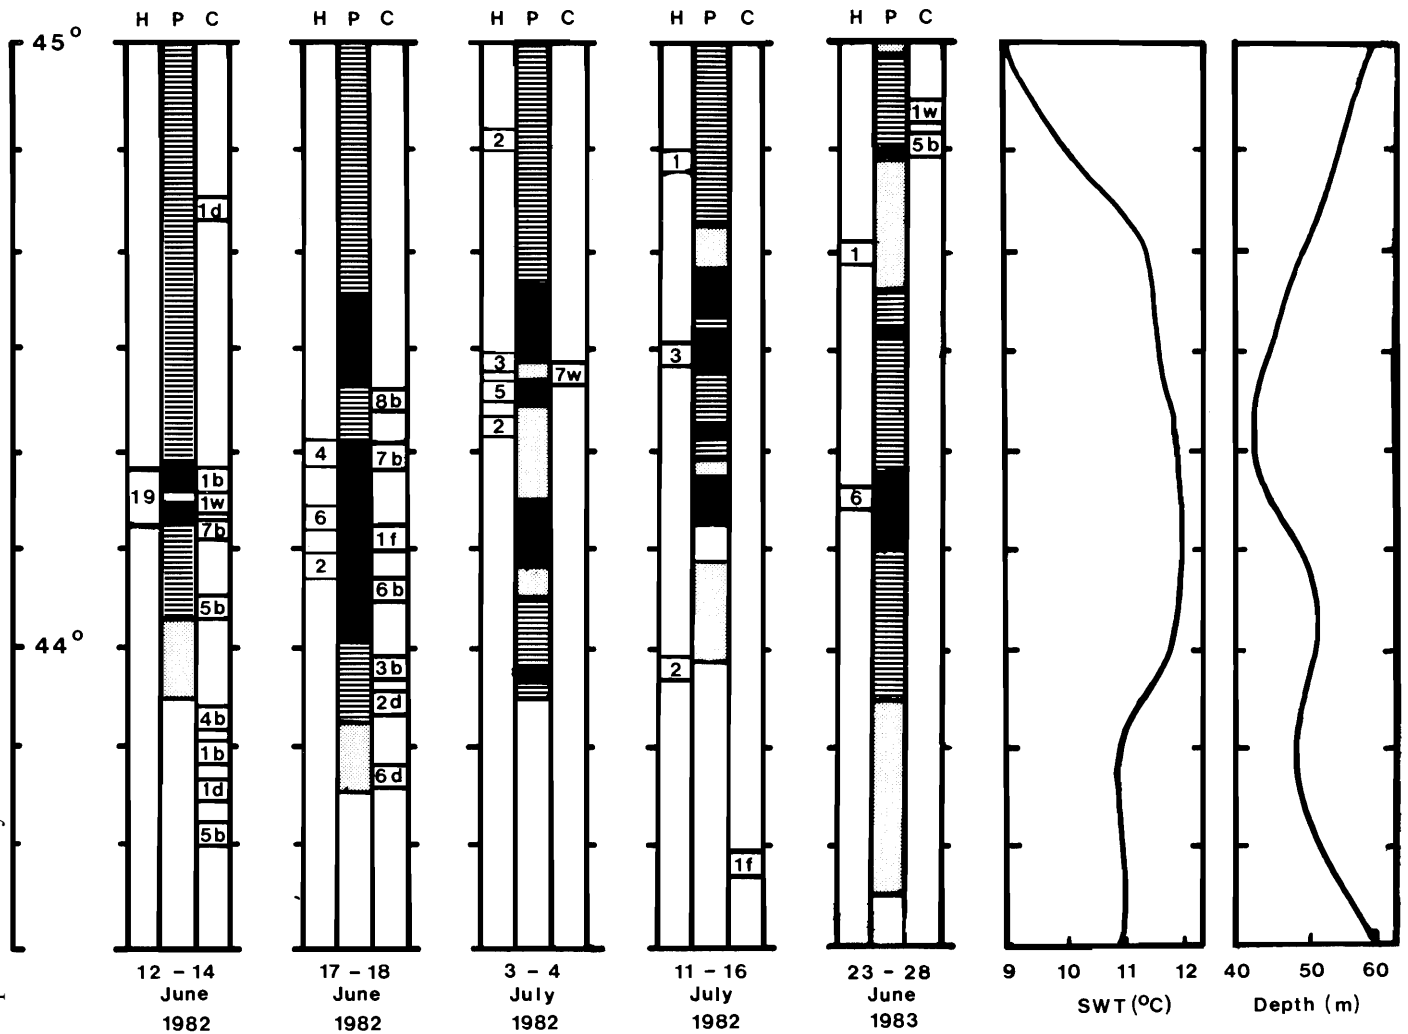 H P C
H P C
H P C
H P C
H P C
45°
44°
1d
19
1b
1w
7b
5b
4b
1b
1d
5b
12 – 14
June
1982
8b
4
7b
6
1f
2
6b
3b
2d
6d
17 – 18
June
1982
2
3
7w
5
2
3 – 4
July
1982
1
3
2
1f
11 – 16
July
1982
1w
5b
1
6
23 – 28
June
1983
9 10 11 12
SWT (°C)
40 50 60
Depth (m)